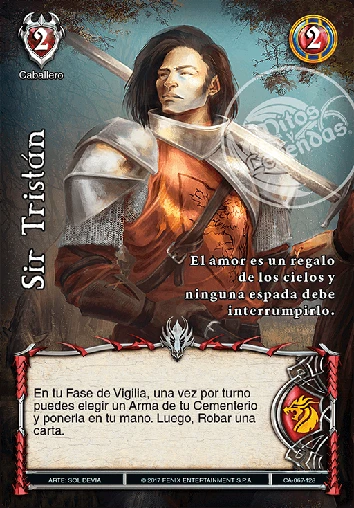 2
2
Caballero
Mitos
y
Leyendas
Sir Tristán
El amor es un regalo
de los cielos y
ninguna espada debe
interrumpirlo.
En tu Fase de Vigilia, una vez por turno
puedes elegir un Arma de tu Cementerio
y ponerla en tu mano. Luego, Robar una
carta.
ARTE: SOL DEVIA
© 2017 FENIX ENTERTAINMENT S.P.A.